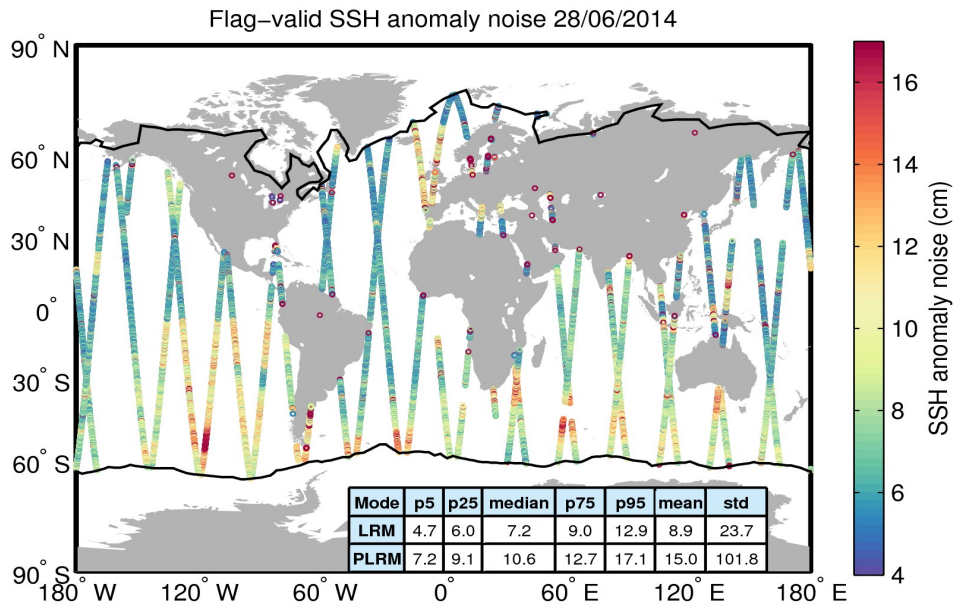 Flag−valid SSH anomaly noise 28/06/2014
90° N
60° N
30° N
0°
30° S
60° S
90° S
180° W
120° W
60° W
0°
60° E
120° E
180° E
Mode p5 p25 median p75 p95 mean std
LRM 4.7 6.0 7.2 9.0 12.9 8.9 23.7
PLRM 7.2 9.1 10.6 12.7 17.1 15.0 101.8
16
14
12
10
8
6
4
SSH anomaly noise (cm)